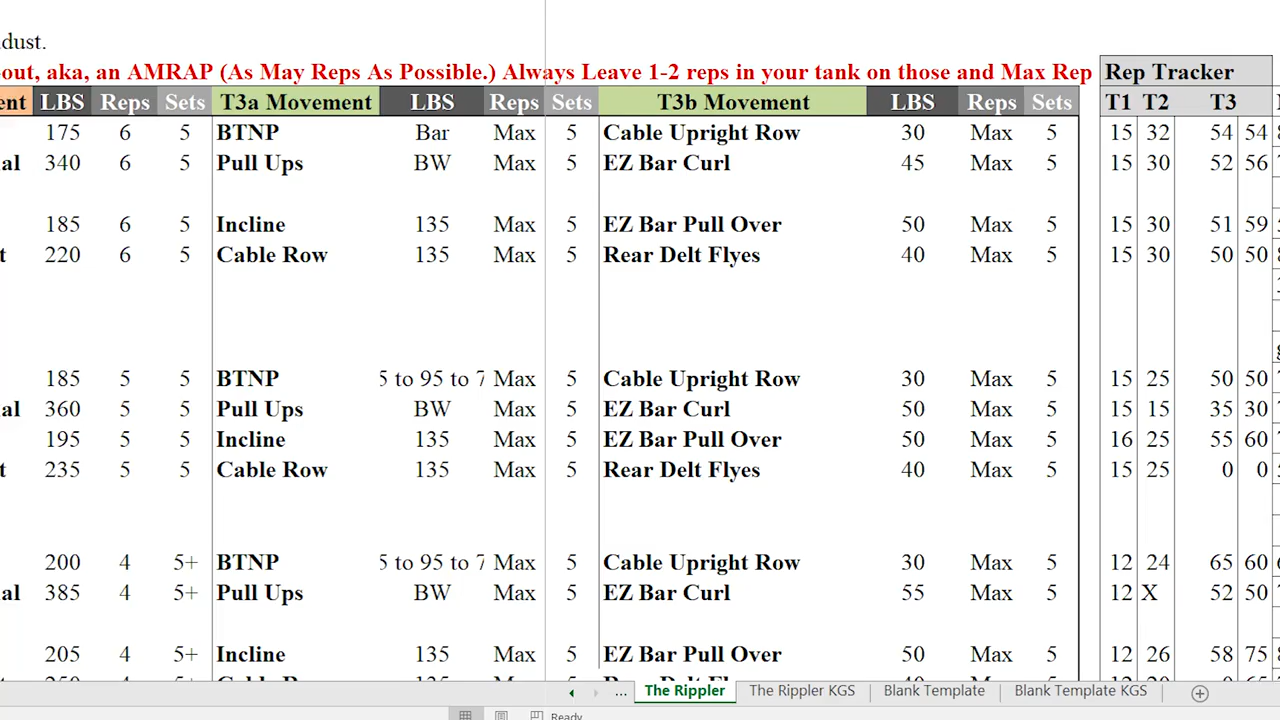 dust.
out, aka, an AMRAP (As May Reps As Possible.) Always Leave 1-2 reps in your tank on those and Max Rep
Rep Tracker
ent LBS Reps Sets T3a Movement LBS Reps Sets T3b Movement LBS Reps Sets T1 T2 T3
175 6 5 BTNP Bar Max 5 Cable Upright Row 30 Max 5 15 32 54 54
al 340 6 5 Pull Ups BW Max 5 EZ Bar Curl 45 Max 5 15 30 52 56
185 6 5 Incline 135 Max 5 EZ Bar Pull Over 50 Max 5 15 30 51 59
t 220 6 5 Cable Row 135 Max 5 Rear Delt Flyes 40 Max 5 15 30 50 50
185 5 5 BTNP 5 to 95 to 7 Max 5 Cable Upright Row 30 Max 5 15 25 50 50
al 360 5 5 Pull Ups BW Max 5 EZ Bar Curl 50 Max 5 15 15 35 30
195 5 5 Incline 135 Max 5 EZ Bar Pull Over 50 Max 5 16 25 55 60
t 235 5 5 Cable Row 135 Max 5 Rear Delt Flyes 40 Max 5 15 25 0 0
200 4 5+ BTNP 5 to 95 to 7 Max 5 Cable Upright Row 30 Max 5 12 24 65 60
al 385 4 5+ Pull Ups BW Max 5 EZ Bar Curl 55 Max 5 12 X 52 50
205 4 5+ Incline 135 Max 5 EZ Bar Pull Over 50 Max 5 12 26 58 75
... The Rippler The Rippler KGS Blank Template Blank Template KGS
Ready